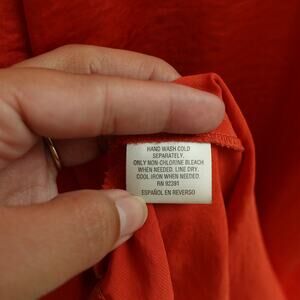 HAND WASH COLD
SEPARATELY.
ONLY NON-CHLORINE BLEACH
WHEN NEEDED. LINE DRY.
COOL IRON WHEN NEEDED.
RN 92391
ESPAÑOL EN REVERSO